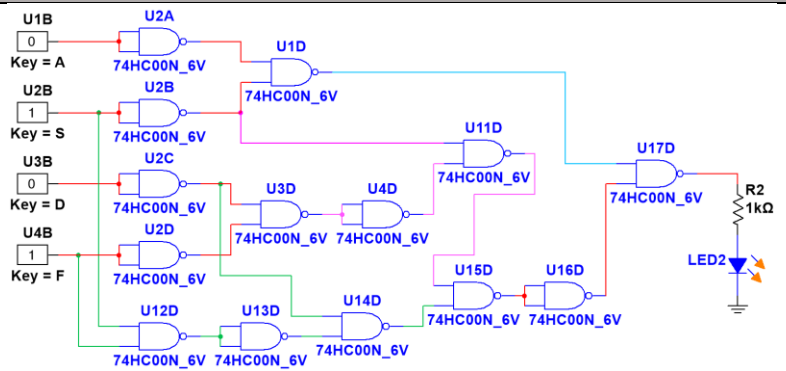 U1B
0
Key = A
U2A
74HC00N_6V
U1D
74HC00N_6V
U2B
1
Key = S
U2B
74HC00N_6V
U11D
74HC00N_6V
U17D
74HC00N_6V
U3B
0
Key = D
U2C
74HC00N_6V
U3D
74HC00N_6V
U4D
74HC00N_6V
R2
1kΩ
U4B
1
Key = F
U2D
74HC00N_6V
LED2
U12D
74HC00N_6V
U13D
74HC00N_6V
U14D
74HC00N_6V
U15D
74HC00N_6V
U16D
74HC00N_6V